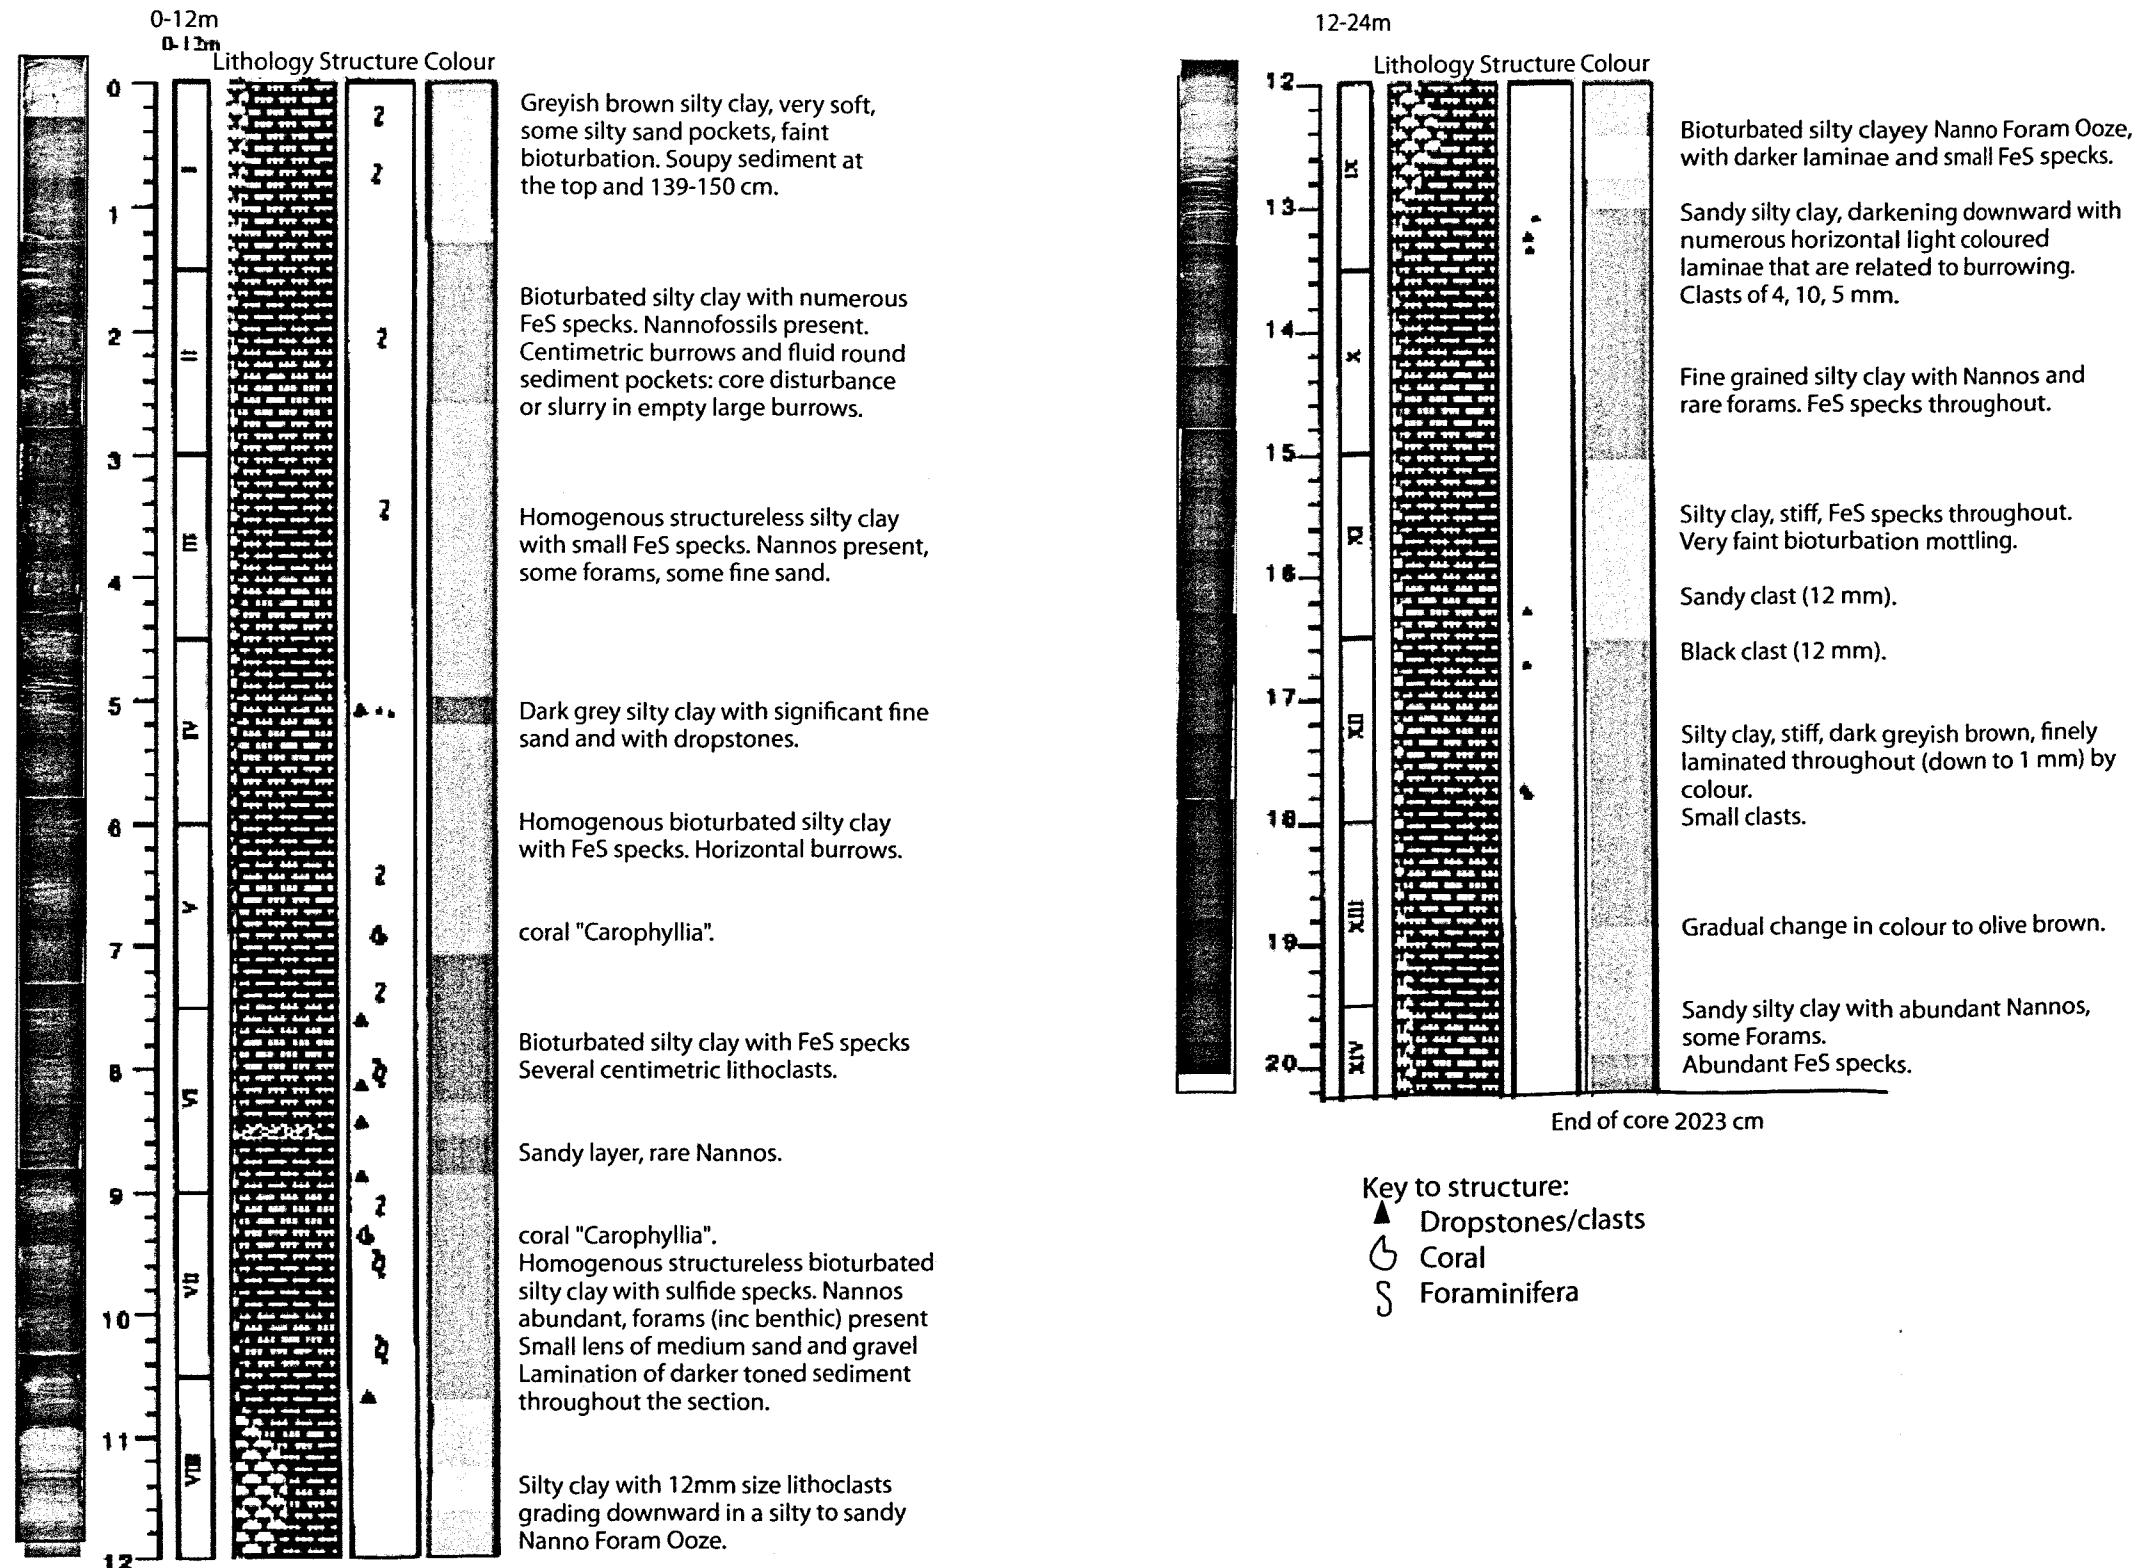 0-12m
0-12m
Lithology Structure Colour
0
1
2
3
4
5
6
7
8
9
10
11
12
I
II
III
IV
V
VI
VII
VIII
Greyish brown silty clay, very soft,
some silty sand pockets, faint
bioturbation. Soupy sediment at
the top and 139-150 cm.
Bioturbated silty clay with numerous
FeS specks. Nannofossils present.
Centimetric burrows and fluid round
sediment pockets: core disturbance
or slurry in empty large burrows.
Homogenous structureless silty clay
with small FeS specks. Nannos present,
some forams, some fine sand.
Dark grey silty clay with significant fine
sand and with dropstones.
Homogenous bioturbated silty clay
with FeS specks. Horizontal burrows.
coral "Carophyllia".
Bioturbated silty clay with FeS specks
Several centimetric lithoclasts.
Sandy layer, rare Nannos.
coral "Carophyllia".
Homogenous structureless bioturbated
silty clay with sulfide specks. Nannos
abundant, forams (inc benthic) present
Small lens of medium sand and gravel
Lamination of darker toned sediment
throughout the section.
Silty clay with 12mm size lithoclasts
grading downward in a silty to sandy
Nanno Foram Ooze.
12-24m
Lithology Structure Colour
12
13
14
15
16
17
18
19
20
IX
X
XI
XII
XIII
XIV
Bioturbated silty clayey Nanno Foram Ooze,
with darker laminae and small FeS specks.
Sandy silty clay, darkening downward with
numerous horizontal light coloured
laminae that are related to burrowing.
Clasts of 4, 10, 5 mm.
Fine grained silty clay with Nannos and
rare forams. FeS specks throughout.
Silty clay, stiff, FeS specks throughout.
Very faint bioturbation mottling.
Sandy clast (12 mm).
Black clast (12 mm).
Silty clay, stiff, dark greyish brown, finely
laminated throughout (down to 1 mm) by
colour.
Small clasts.
Gradual change in colour to olive brown.
Sandy silty clay with abundant Nannos,
some Forams.
Abundant FeS specks.
End of core 2023 cm
Key to structure:
Dropstones/clasts
Coral
Foraminifera